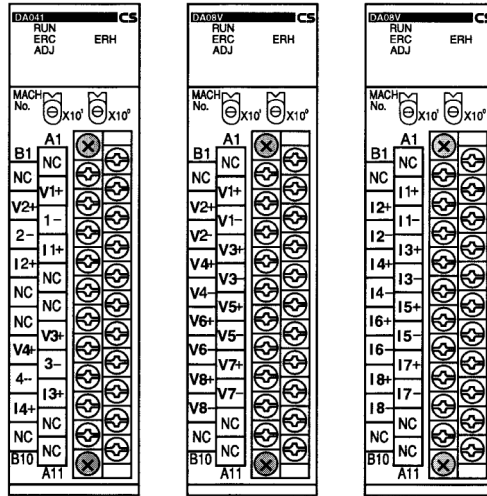 DA041 CS
RUN
ERC ERH
ADJ
MACH
No. X10¹ X10⁰
A1
B1
NC
NC
V1+
V2+
1-
2-
I1+
I2+
NC
NC
NC
NC
V3+
V4+
3-
4--
I3+
I4+
NC
NC
NC
B10
A11
DA08V CS
RUN
ERC ERH
ADJ
MACH
No. X10¹ X10⁰
A1
B1
NC
NC
V1+
V2+
V1-
V2-
V3+
V4+
V3-
V4-
V5+
V6+
V5-
V6-
V7+
V8+
V7-
V8-
NC
NC
NC
B10
A11
DA08V CS
RUN
ERC ERH
ADJ
MACH
No. X10¹ X10⁰
A1
B1
NC
NC
I1+
I2+
I1-
I2-
I3+
I4+
I3-
I4-
I5+
I6+
I5-
I6-
I7+
I8+
I7-
I8-
NC
NC
NC
B10
A11